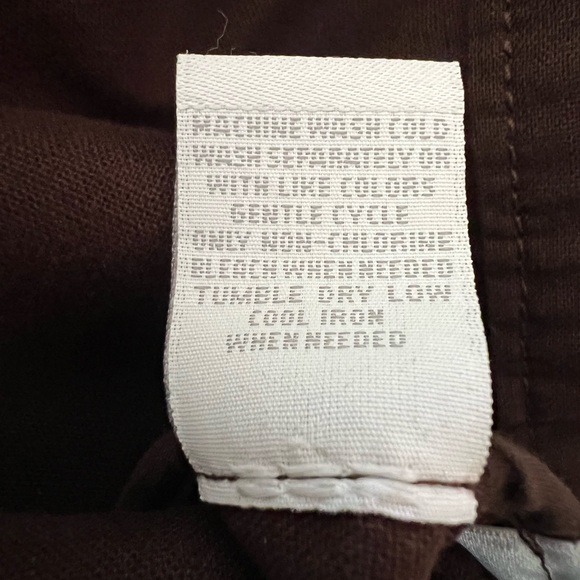 MACHINE WASH COLD
WASH SEPARATELY OR
WITH LIKE COLORS
GENTLE CYCLE
ONLY NON-CHLORINE
BLEACH WHEN NEEDED
TUMBLE DRY LOW
COOL IRON
WHEN NEEDED